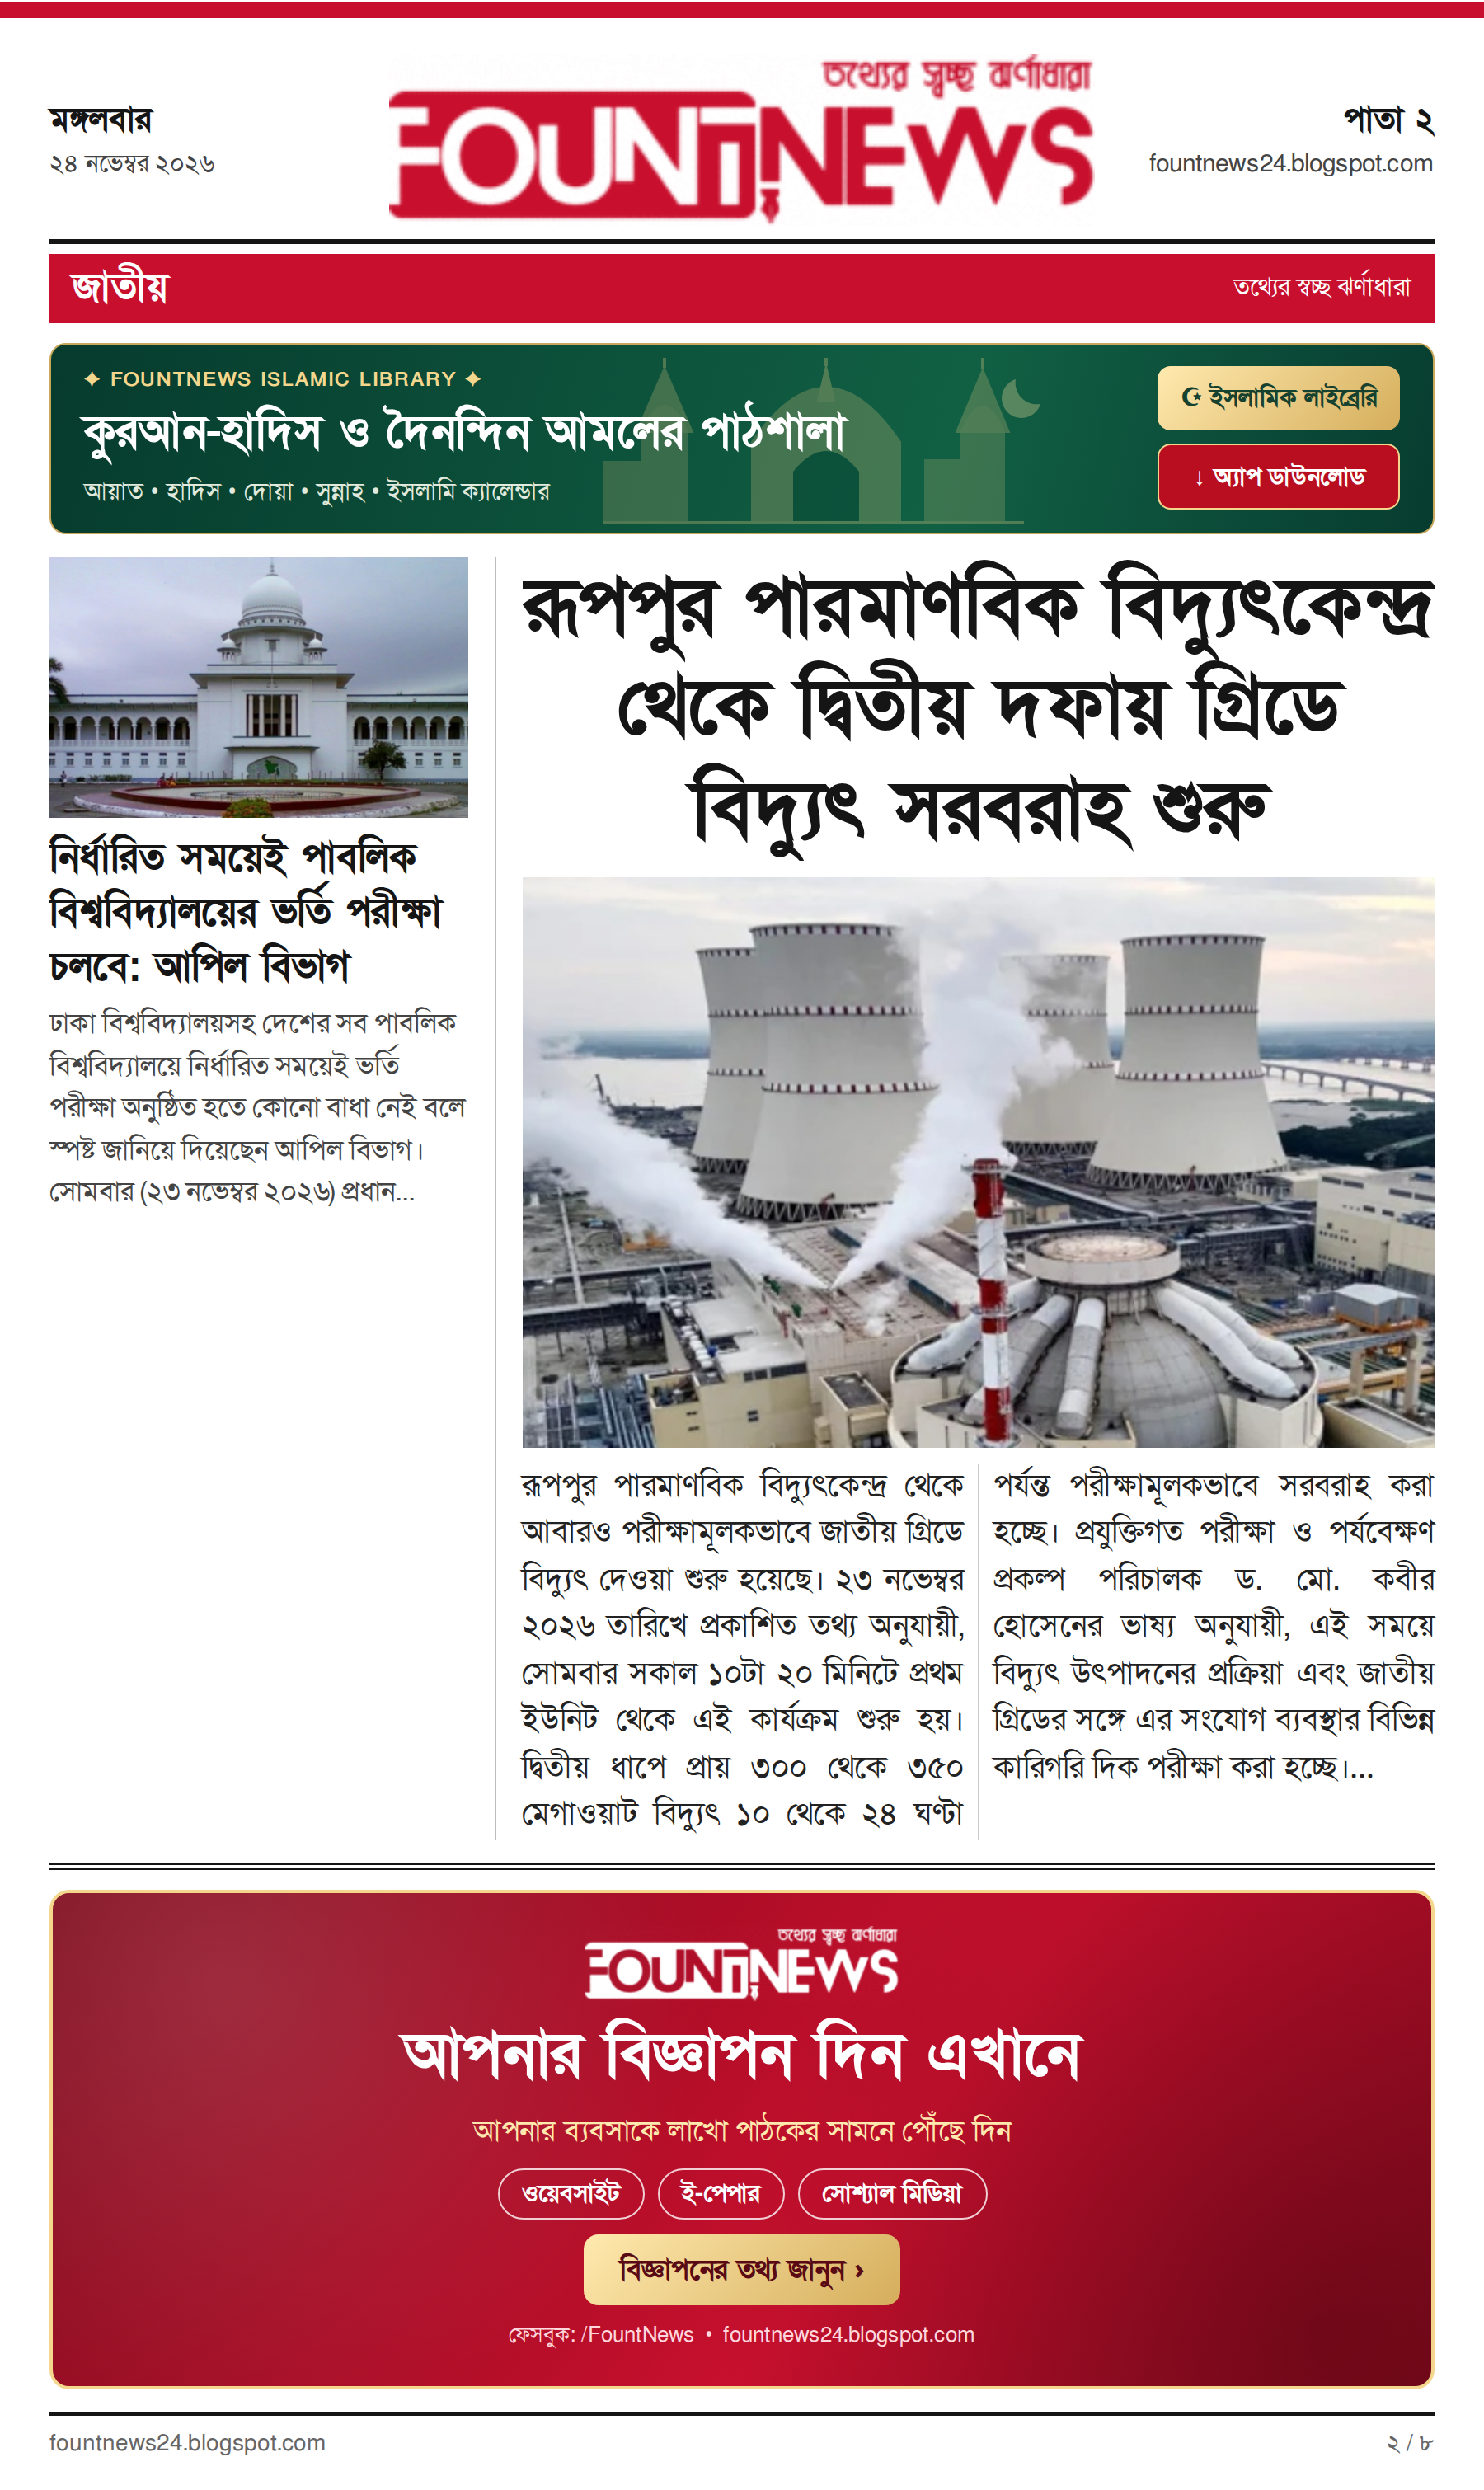 মঙ্গলবার
২৪ নভেম্বর ২০২৬
তথ্যের স্বচ্ছ ঝর্ণাধারা
FOUNTNEWS
পাতা ২
fountnews24.blogspot.com
জাতীয়
তথ্যের স্বচ্ছ ঝর্ণাধারা
✦ FOUNTNEWS ISLAMIC LIBRARY ✦
কুরআন-হাদিস ও দৈনন্দিন আমলের পাঠশালা
আয়াত • হাদিস • দোয়া • সুন্নাহ • ইসলামি ক্যালেন্ডার
☪ ইসলামিক লাইব্রেরি
↓ অ্যাপ ডাউনলোড
নির্ধারিত সময়েই পাবলিক
বিশ্ববিদ্যালয়ের ভর্তি পরীক্ষা
চলবে: আপিল বিভাগ
ঢাকা বিশ্ববিদ্যালয়সহ দেশের সব পাবলিক
বিশ্ববিদ্যালয়ে নির্ধারিত সময়েই ভর্তি
পরীক্ষা অনুষ্ঠিত হতে কোনো বাধা নেই বলে
স্পষ্ট জানিয়ে দিয়েছেন আপিল বিভাগ।
সোমবার (২৩ নভেম্বর ২০২৬) প্রধান...
রূপপুর পারমাণবিক বিদ্যুৎকেন্দ্র
থেকে দ্বিতীয় দফায় গ্রিডে
বিদ্যুৎ সরবরাহ শুরু
রূপপুর পারমাণবিক বিদ্যুৎকেন্দ্র থেকে
আবারও পরীক্ষামূলকভাবে জাতীয় গ্রিডে
বিদ্যুৎ দেওয়া শুরু হয়েছে। ২৩ নভেম্বর
২০২৬ তারিখে প্রকাশিত তথ্য অনুযায়ী,
সোমবার সকাল ১০টা ২০ মিনিটে প্রথম
ইউনিট থেকে এই কার্যক্রম শুরু হয়।
দ্বিতীয় ধাপে প্রায় ৩০০ থেকে ৩৫০
মেগাওয়াট বিদ্যুৎ ১০ থেকে ২৪ ঘণ্টা
পর্যন্ত পরীক্ষামূলকভাবে সরবরাহ করা
হচ্ছে। প্রযুক্তিগত পরীক্ষা ও পর্যবেক্ষণ
প্রকল্প পরিচালক ড. মো. কবীর
হোসেনের ভাষ্য অনুযায়ী, এই সময়ে
বিদ্যুৎ উৎপাদনের প্রক্রিয়া এবং জাতীয়
গ্রিডের সঙ্গে এর সংযোগ ব্যবস্থার বিভিন্ন
কারিগরি দিক পরীক্ষা করা হচ্ছে।...
তথ্যের স্বচ্ছ ঝর্ণাধারা
FOUNTNEWS
আপনার বিজ্ঞাপন দিন এখানে
আপনার ব্যবসাকে লাখো পাঠকের সামনে পৌঁছে দিন
ওয়েবসাইট
ই-পেপার
সোশ্যাল মিডিয়া
বিজ্ঞাপনের তথ্য জানুন ›
ফেসবুক: /FountNews • fountnews24.blogspot.com
fountnews24.blogspot.com
২ / ৮